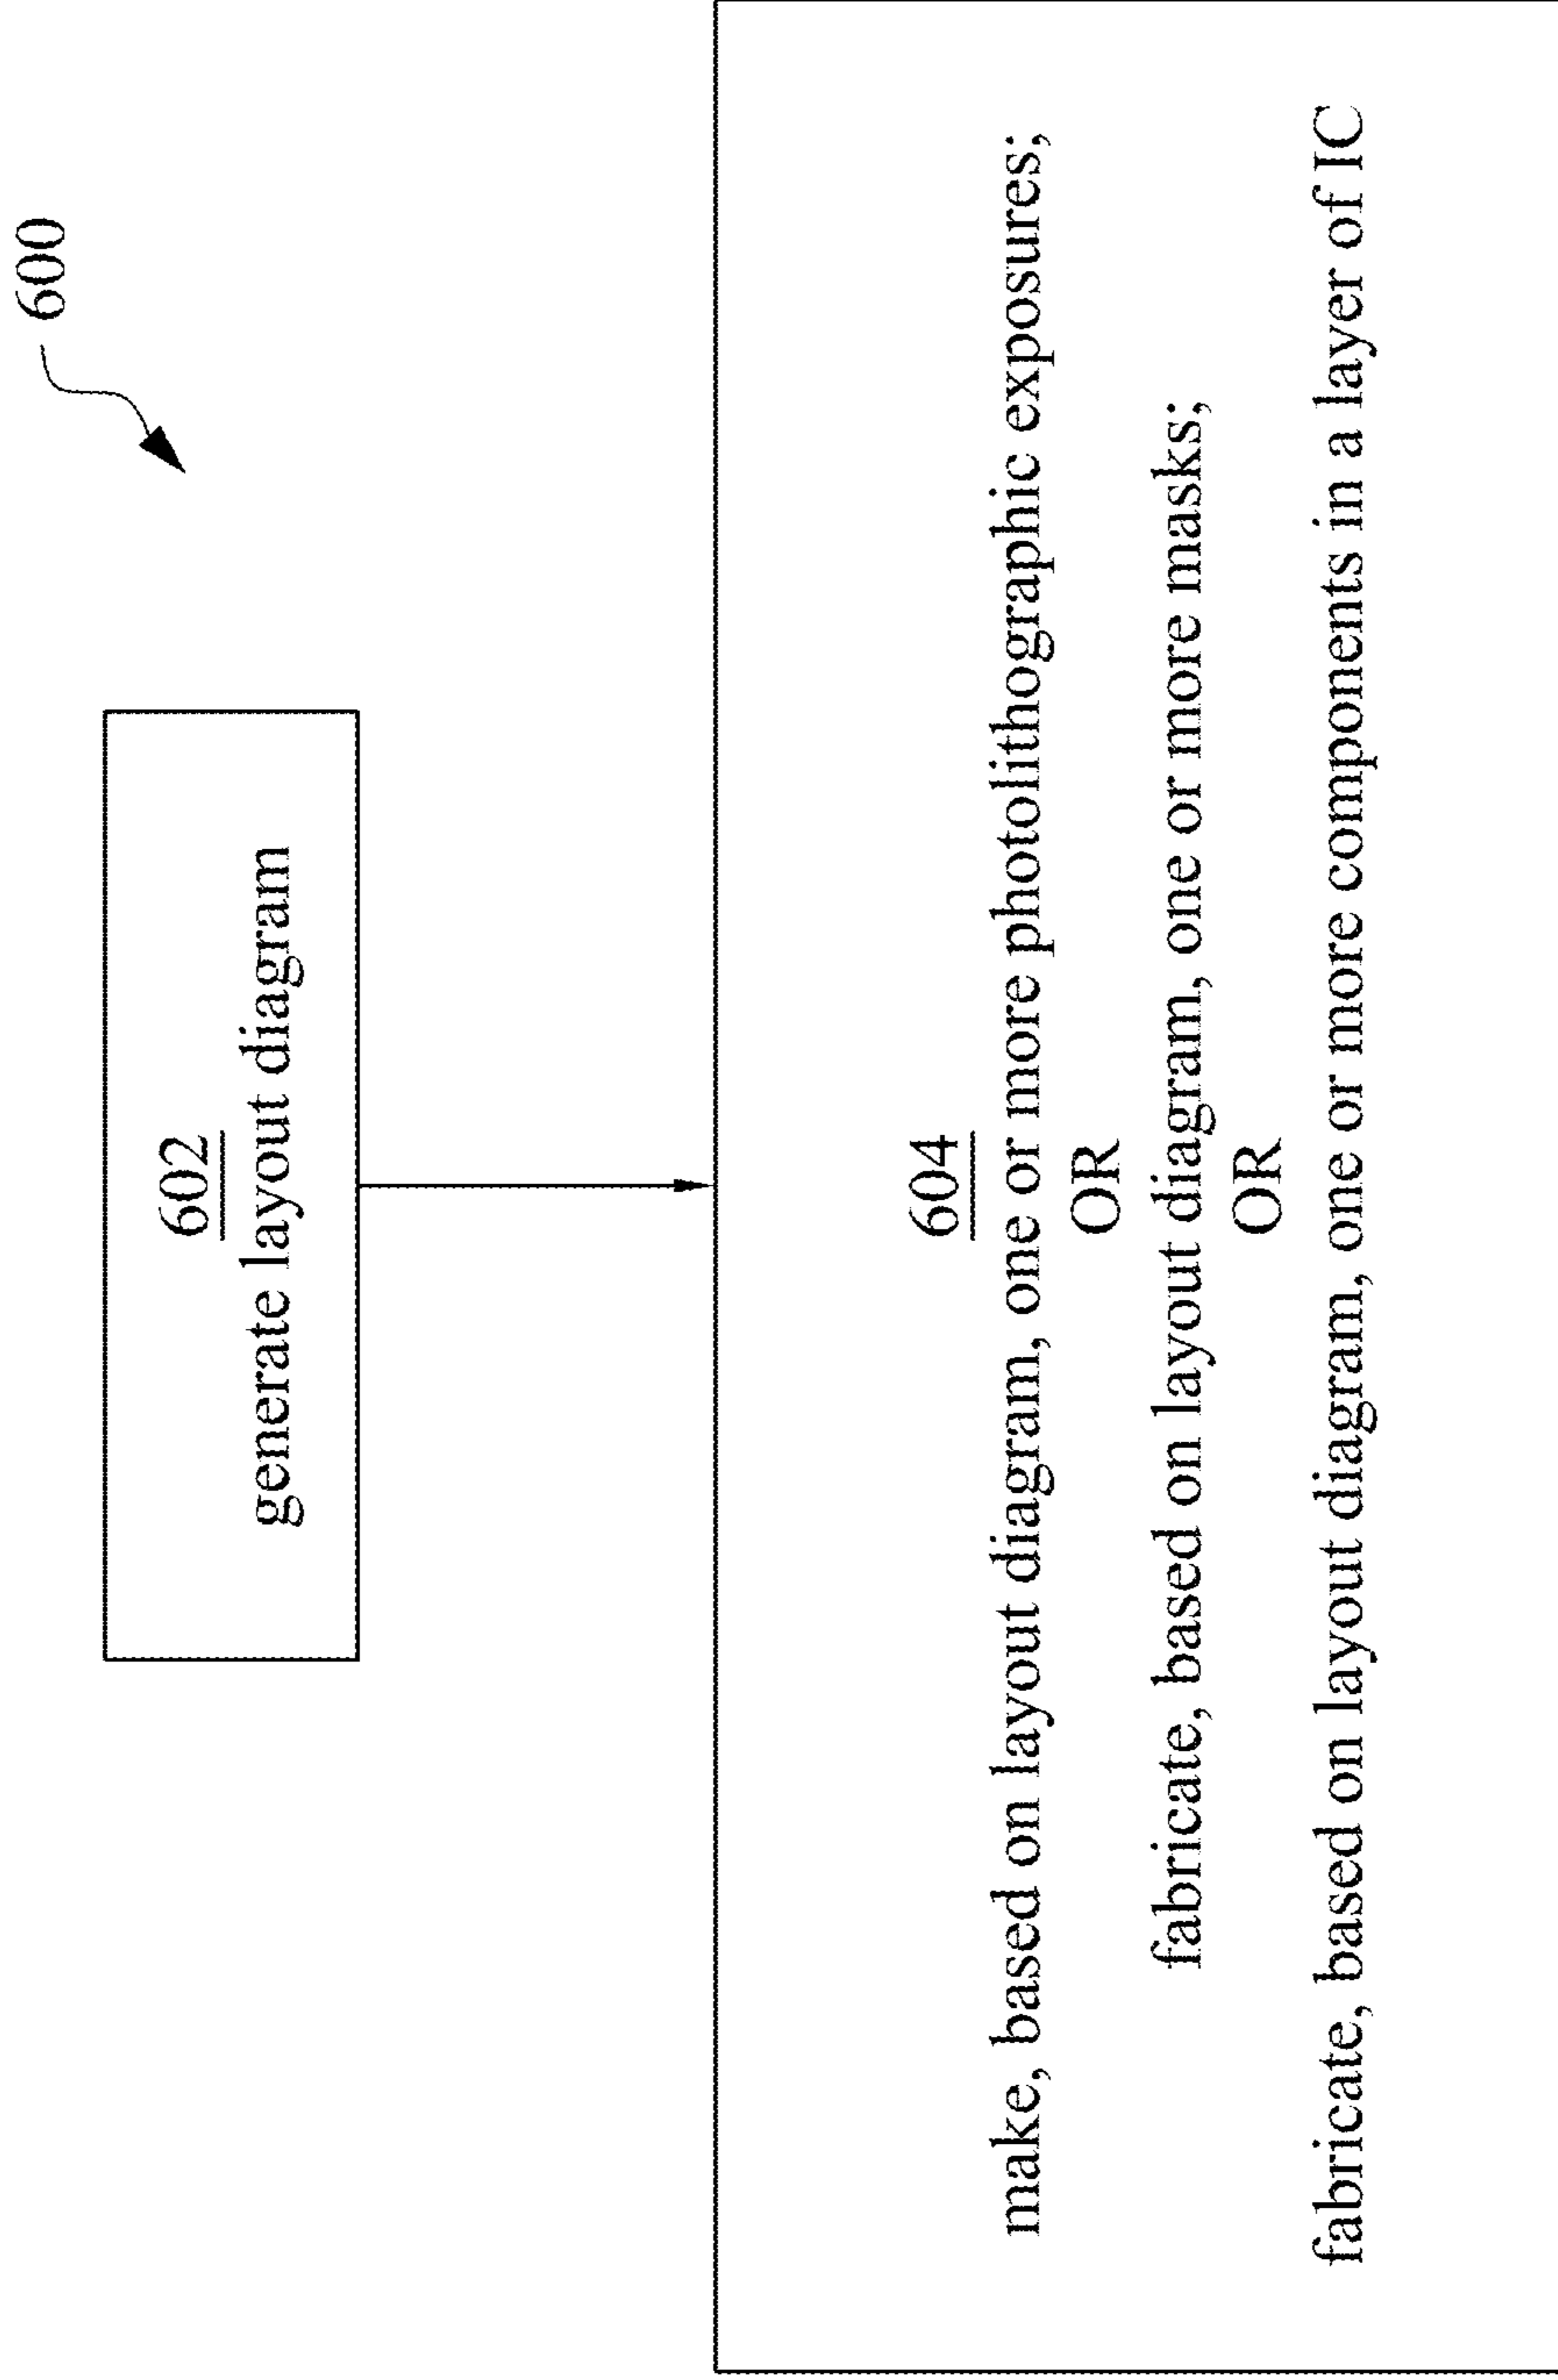 600
602
generate layout diagram
604
make, based on layout diagram, one or more photolithographic exposures;
OR
fabricate, based on layout diagram, one or more masks;
OR
fabricate, based on layout diagram, one or more components in a layer of IC